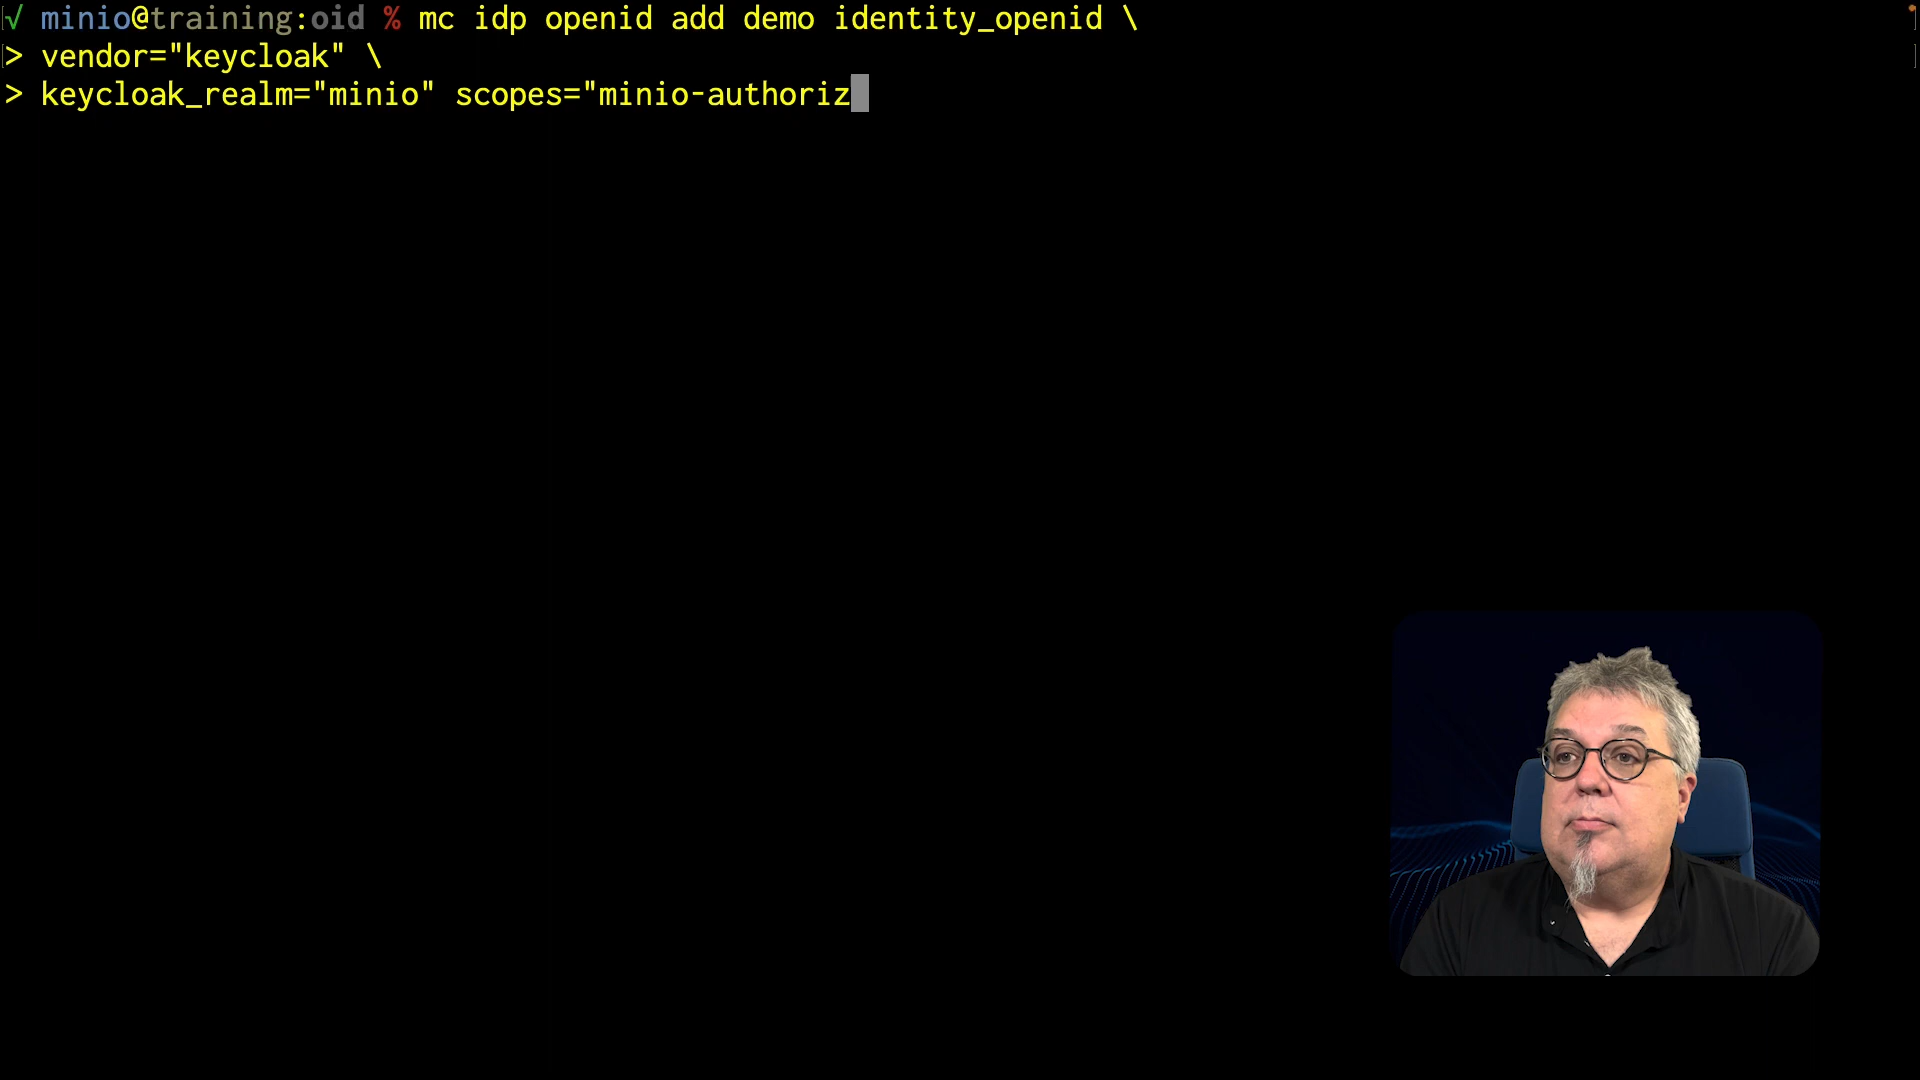 √ minio@training:oid % mc idp openid add demo identity_openid \
> vendor="keycloak" \
> keycloak_realm="minio" scopes="minio-authoriz